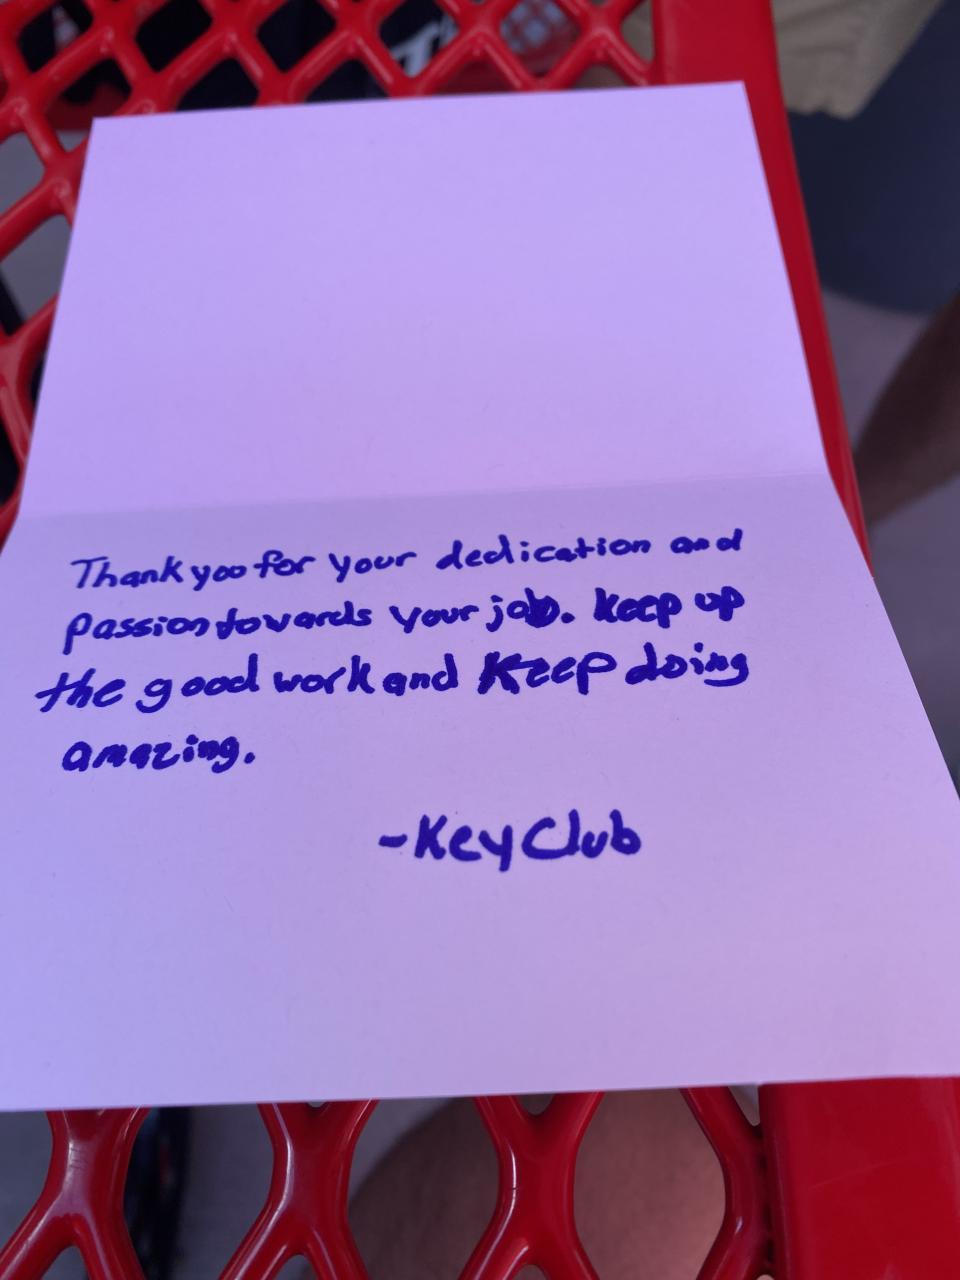 Thank you for your dedication and
passion towards your job. Keep up
the good work and Keep doing
amazing.
-Key Club